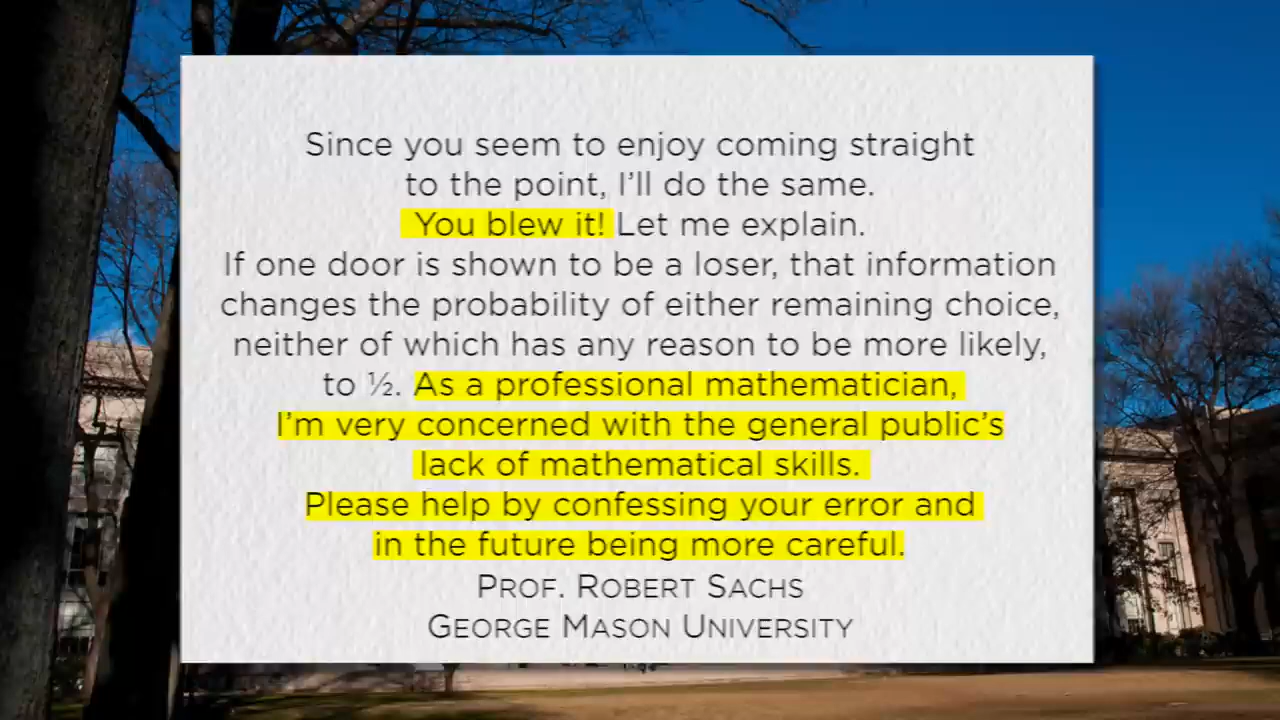 Since you seem to enjoy coming straight
to the point, I’ll do the same.
You blew it! Let me explain.
If one door is shown to be a loser, that information
changes the probability of either remaining choice,
neither of which has any reason to be more likely,
to ½. As a professional mathematician,
I’m very concerned with the general public’s
lack of mathematical skills.
Please help by confessing your error and
in the future being more careful.
PROF. ROBERT SACHS
GEORGE MASON UNIVERSITY